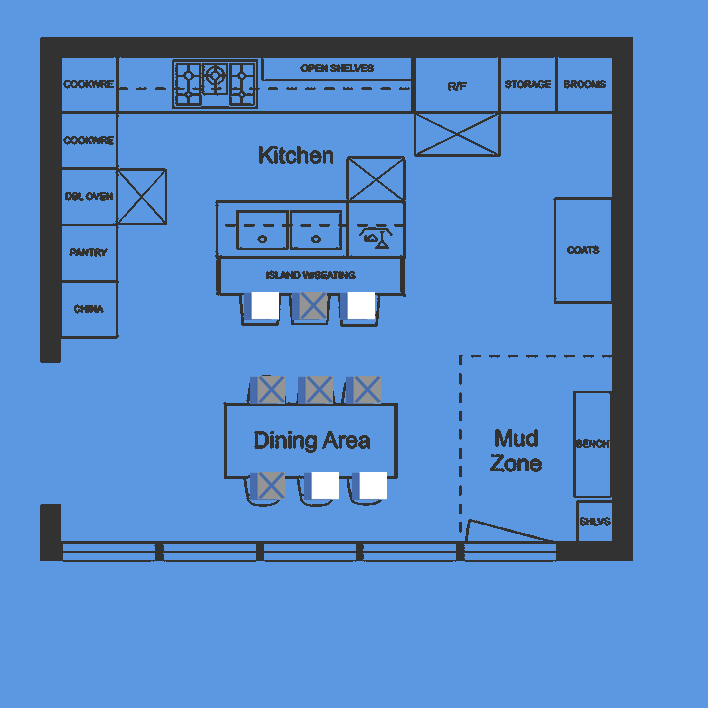 OPEN SHELVES
COOKWRE
R/F
STORAGE
BROOMS
COOKWRE
Kitchen
DBL OVEN
PANTRY
COATS
ISLAND W/SEATING
CHINA
Dining Area
Mud
Zone
BENCH
SHLVS